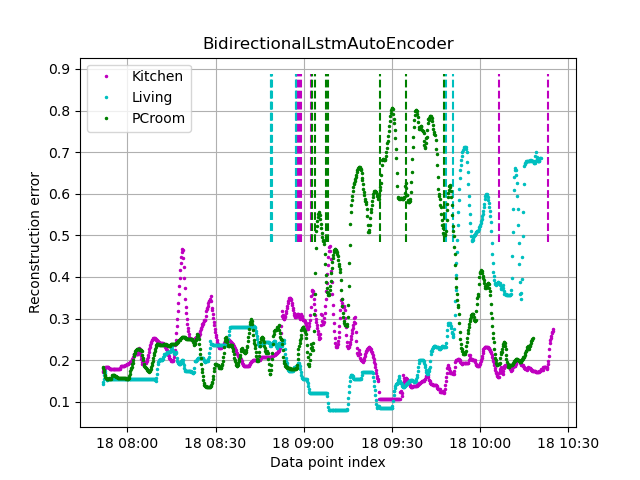 BidirectionalLstmAutoEncoder
Kitchen
Living
PCroom
Reconstruction error
0.9
0.8
0.7
0.6
0.5
0.4
0.3
0.2
0.1
18 08:00 18 08:30 18 09:00 18 09:30 18 10:00 18 10:30
Data point index